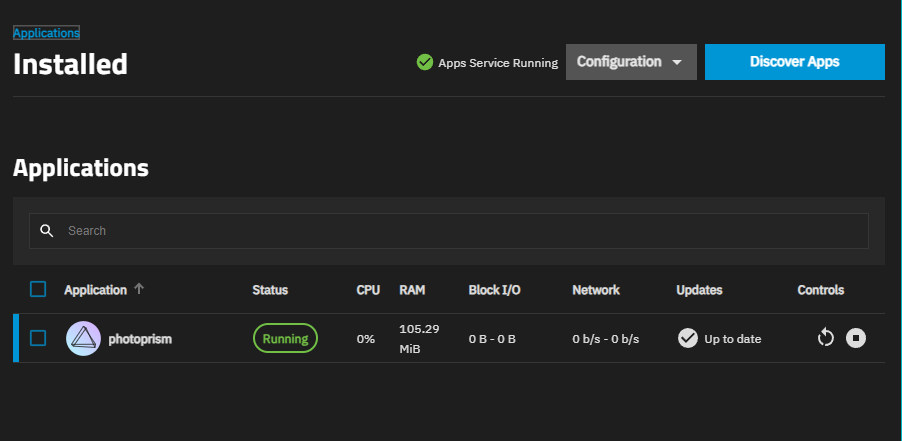 Applications
Installed
Apps Service Running
Configuration
Discover Apps
Applications
Search
Application Status CPU RAM Block I/O Network Updates Controls
photoprism Running 0% 105.29 MiB 0 B - 0 B 0 b/s - 0 b/s Up to date